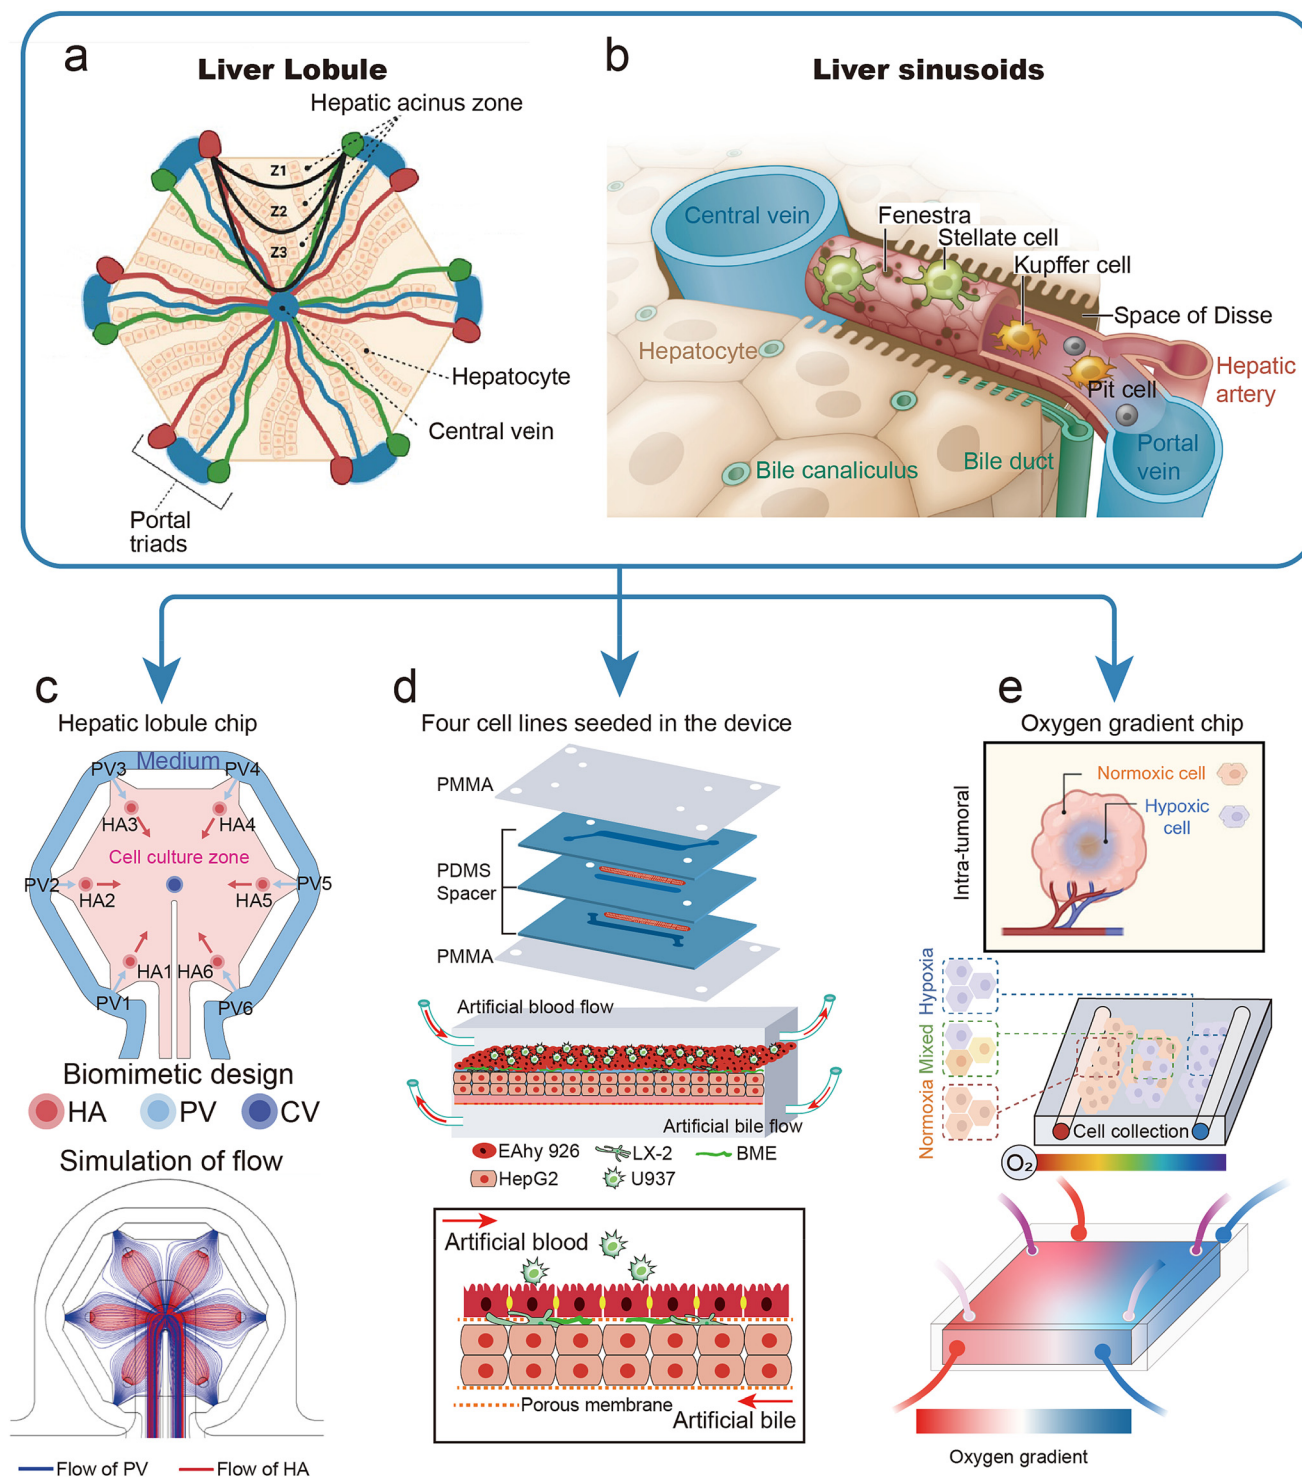 a
Liver Lobule
Hepatic acinus zone
Z1
Z2
Z3
Hepatocyte
Central vein
Portal
triads
b
Liver sinusoids
Central vein
Fenestra
Stellate cell
Kupffer cell
Space of Disse
Hepatocyte
Hepatic
artery
Pit cell
Portal
vein
Bile canaliculus
Bile duct
c
Hepatic lobule chip
Medium
PV3
PV4
HA3
HA4
Cell culture zone
PV2
HA2
HA5
PV5
HA1
HA6
PV1
PV6
Biomimetic design
HA
PV
CV
Simulation of flow
Flow of PV
Flow of HA
d
Four cell lines seeded in the device
PMMA
PDMS
Spacer
PMMA
Artificial blood flow
Artificial bile flow
EAhy 926
LX-2
BME
HepG2
U937
Artificial blood
Porous membrane
Artificial bile
e
Oxygen gradient chip
Intra-tumoral
Normoxic cell
Hypoxic
cell
Hypoxia
Mixed
Normoxia
Cell collection
O₂
Oxygen gradient